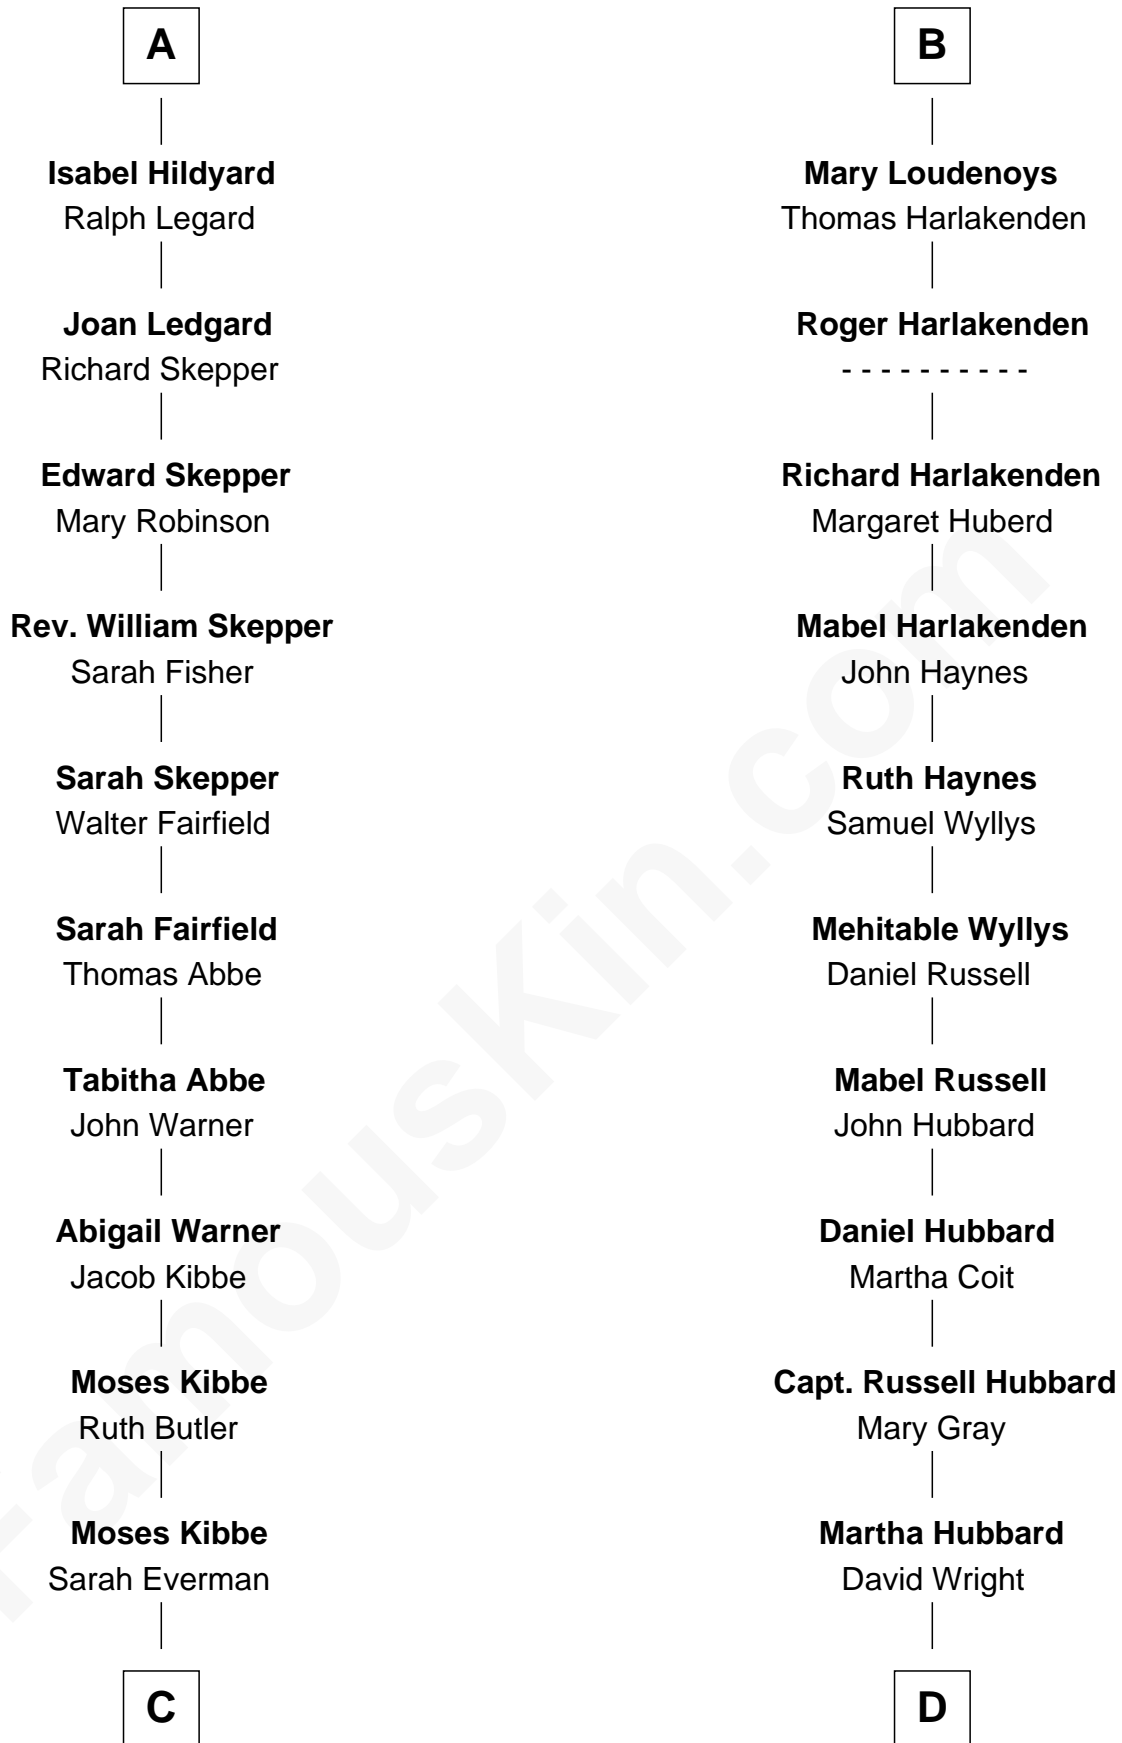 A
Isabel Hildyard
Ralph Legard
Joan Ledgard
Richard Skepper
Edward Skepper
Mary Robinson
Rev. William Skepper
Sarah Fisher
Sarah Skepper
Walter Fairfield
Sarah Fairfield
Thomas Abbe
Tabitha Abbe
John Warner
Abigail Warner
Jacob Kibbe
Moses Kibbe
Ruth Butler
Moses Kibbe
Sarah Everman
C
B
Mary Loudenoys
Thomas Harlakenden
Roger Harlakenden
- - - - - - - - - -
Richard Harlakenden
Margaret Huberd
Mabel Harlakenden
John Haynes
Ruth Haynes
Samuel Wyllys
Mehitable Wyllys
Daniel Russell
Mabel Russell
John Hubbard
Daniel Hubbard
Martha Coit
Capt. Russell Hubbard
Mary Gray
Martha Hubbard
David Wright
D
FamousKin.com